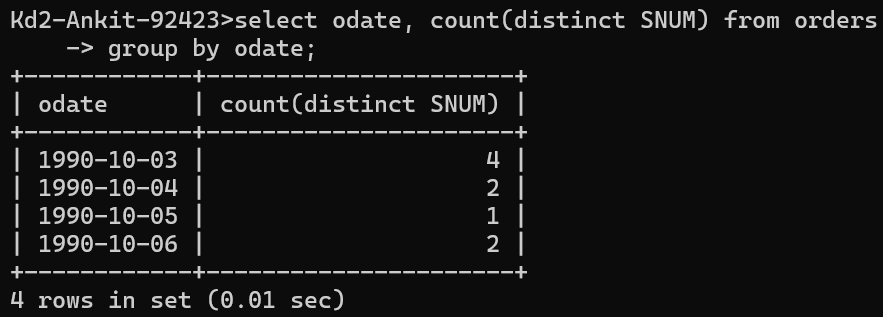 Kd2-Ankit-92423>select odate, count(distinct SNUM) from orders
    -> group by odate;
+------------+----------------------+
| odate      | count(distinct SNUM) |
+------------+----------------------+
| 1990-10-03 |                    4 |
| 1990-10-04 |                    2 |
| 1990-10-05 |                    1 |
| 1990-10-06 |                    2 |
+------------+----------------------+
4 rows in set (0.01 sec)